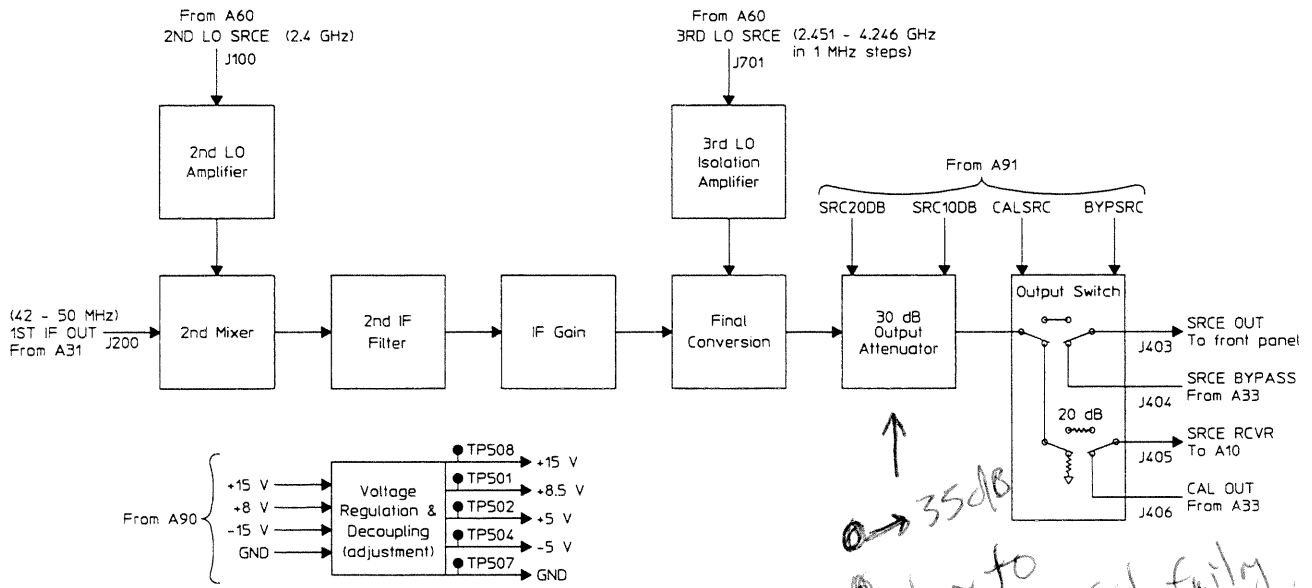 From A60
2ND LO SRCE (2.4 GHz)
J100
From A60
3RD LO SRCE (2.451 - 4.246 GHz
in 1 MHz steps)
J701
2nd LO
Amplifier
3rd LO
Isolation
Amplifier
From A91
SRC20DB SRC10DB CALSRC BYPSRC
(42 - 50 MHz)
1ST IF OUT
From A31
J200
2nd Mixer
2nd IF
Filter
IF Gain
Final
Conversion
30 dB
Output
Attenuator
Output Switch
SRCE OUT
To front panel
J403
SRCE BYPASS
From A33
J404
20 dB
SRCE RCVR
To A10
J405
CAL OUT
From A33
J406
From A90
+15 V
+8 V
-15 V
GND
Voltage
Regulation &
Decoupling
(adjustment)
TP508
+15 V
TP501
+8.5 V
TP502
+5 V
TP504
-5 V
TP507
GND
35dB
to